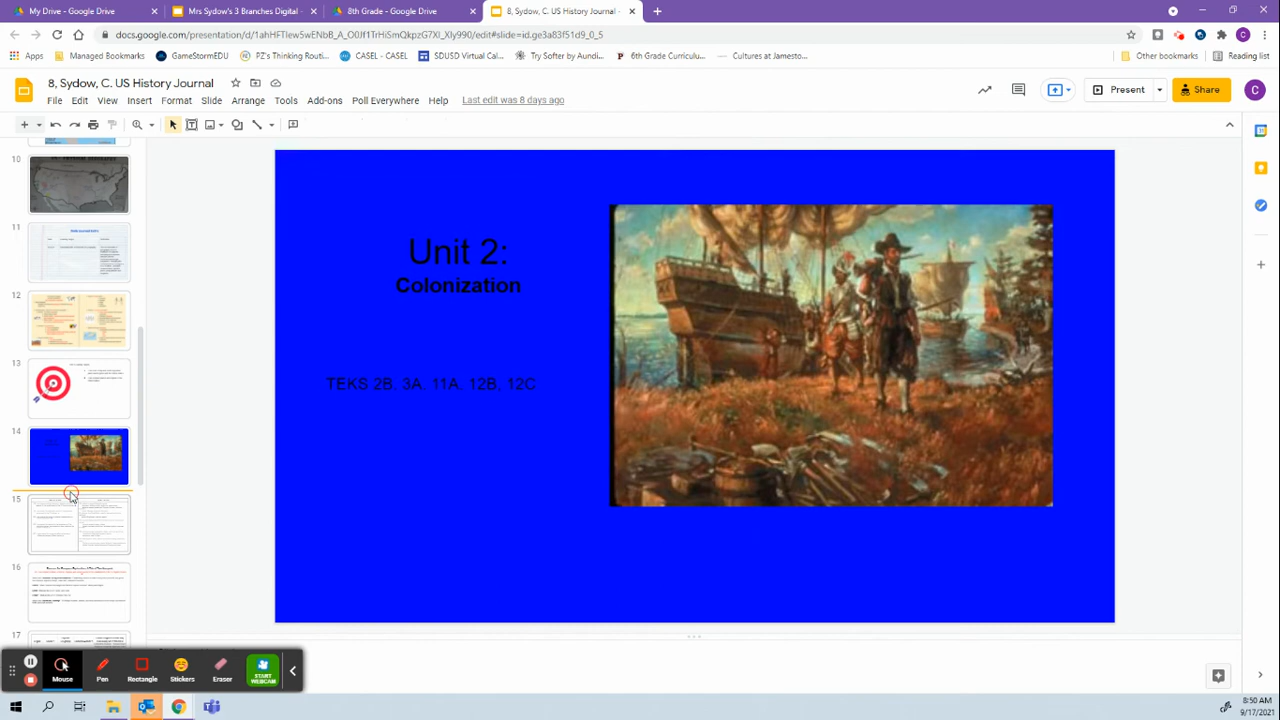 My Drive - Google Drive
Mrs Sydow's 3 Branches Digital -
8th Grade - Google Drive
8, Sydow, C. US History Journal -
docs.google.com/presentation/d/1ahHFTIew5wENbB_A_O0Jf1TrHiSmQkpzG7XI_XIy990/edit#slide=id.ge3a83f51d9_0_5
Apps
Managed Bookmarks
GameStormEDU
PZ's Thinking Routi...
CASEL - CASEL
SDUSD Virtual Cal...
Try Softer by Aundi...
6th Grade Curriculu...
Cultures at Jamesto...
Other bookmarks
Reading list
8, Sydow, C. US History Journal
File Edit View Insert Format Slide Arrange Tools Add-ons Poll Everywhere Help Last edit was 8 days ago
Present
Share
C
10
11
12
13
14
15
16
17
Unit 2:
Colonization
TEKS 2B, 3A, 11A, 12B, 12C
Mouse
Pen
Rectangle
Stickers
Eraser
START WEBCAM
8:50 AM
9/17/2021